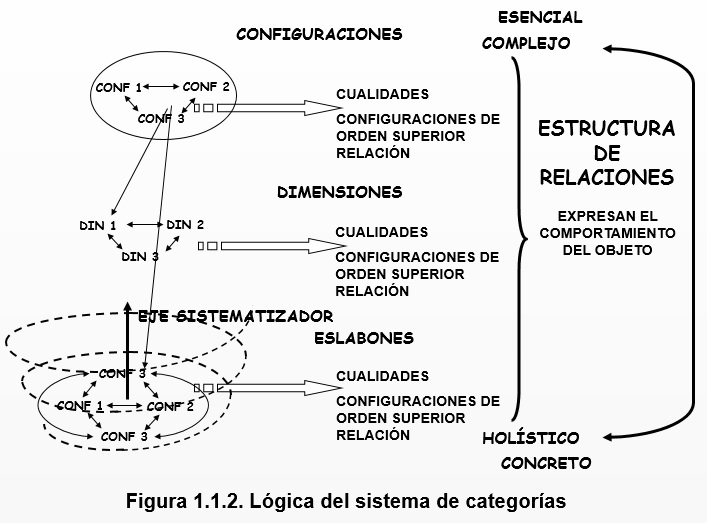 CONFIGURACIONES
ESENCIAL
COMPLEJO
CONF 1
CONF 2
CONF 3
CUALIDADES
CONFIGURACIONES DE
ORDEN SUPERIOR
RELACIÓN
ESTRUCTURA
DE
RELACIONES
EXPRESAN EL
COMPORTAMIENTO
DEL OBJETO
DIMENSIONES
DIN 1
DIN 2
DIN 3
CUALIDADES
CONFIGURACIONES DE
ORDEN SUPERIOR
RELACIÓN
EJE SISTEMATIZADOR
ESLABONES
CONF 3
CONF 1
CONF 2
CONF 3
CUALIDADES
CONFIGURACIONES DE
ORDEN SUPERIOR
RELACIÓN
HOLÍSTICO
CONCRETO
Figura 1.1.2. Lógica del sistema de categorías